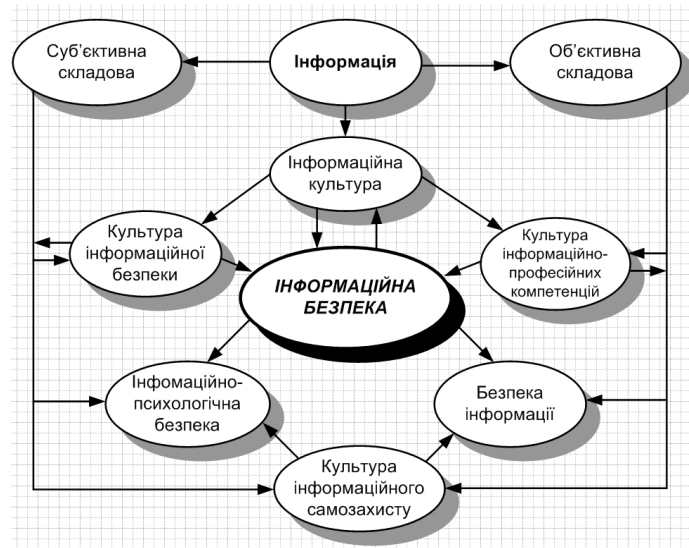 Суб’єктивна
складова
Інформація
Об’єктивна
складова
Інформаційна
культура
Культура
інформаційної
безпеки
ІНФОРМАЦІЙНА
БЕЗПЕКА
Культура
інформаційно-
професійних
компетенцій
Інфомаційно-
психологічна
безпека
Безпека
інформації
Культура
інформаційного
самозахисту